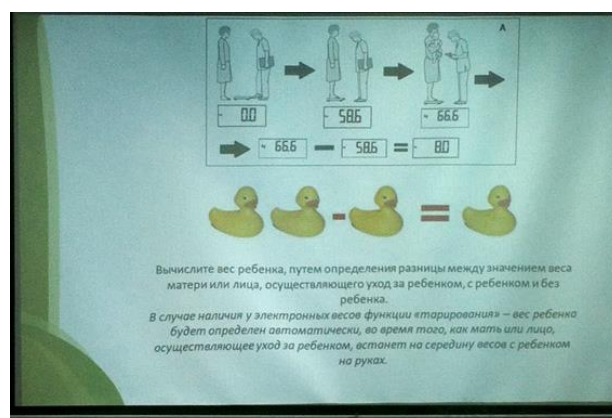 A
0.0
58.6
66.6
66.6 – 58.6 = 8.0
- =
Вычислите вес ребенка, путем определения разницы между значением веса
матери или лица, осуществляющего уход за ребенком, с ребенком и без
ребенка.
В случае наличия у электронных весов функции «тарирования» – вес ребенка
будет определен автоматически, во время того, как мать или лицо,
осуществляющее уход за ребенком, встанет на середину весов с ребенком
на руках.